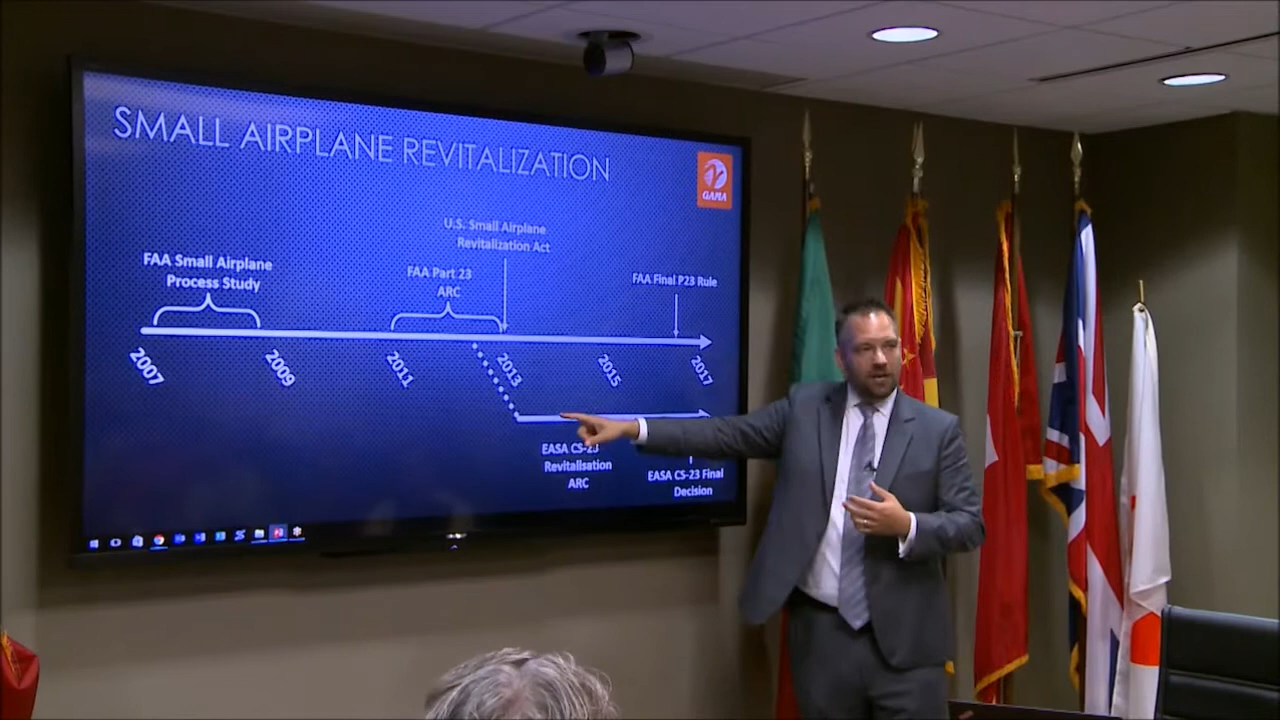 SMALL AIRPLANE REVITALIZATION
GAMA
U.S. Small Airplane
Revitalization Act
FAA Small Airplane
Process Study
FAA Part 23
ARC
FAA Final P23 Rule
2007
2009
2011
2013
2015
2017
EASA CS-23
Revitalisation
ARC
EASA CS-23 Final
Decision